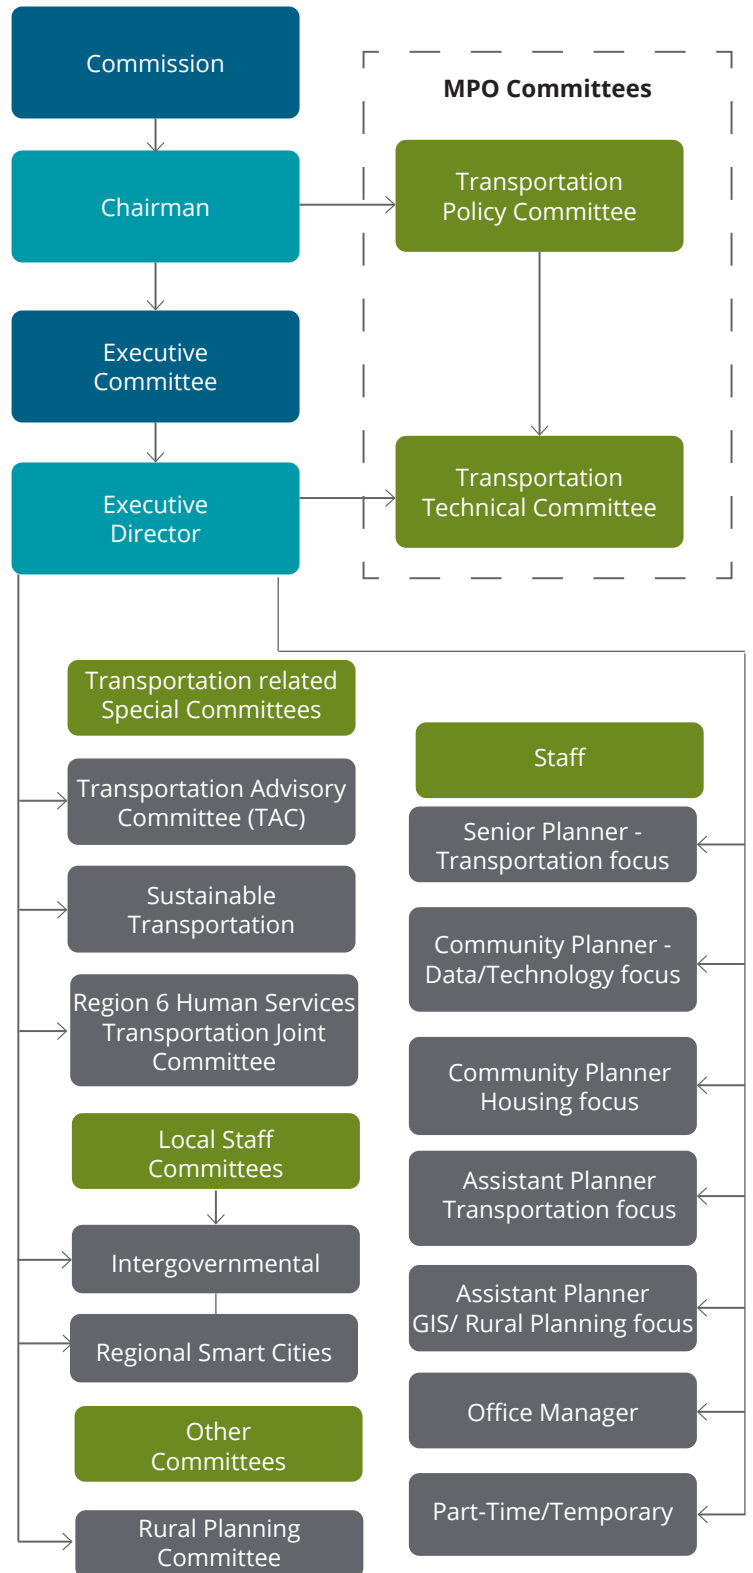 Commission
Chairman
Executive
Committee
Executive
Director
MPO Committees
Transportation
Policy Committee
Transportation
Technical Committee
Transportation related
Special Committees
Transportation Advisory
Committee (TAC)
Sustainable
Transportation
Region 6 Human Services
Transportation Joint
Committee
Local Staff
Committees
Intergovernmental
Regional Smart Cities
Other
Committees
Rural Planning
Committee
Staff
Senior Planner -
Transportation focus
Community Planner -
Data/Technology focus
Community Planner
Housing focus
Assistant Planner
Transportation focus
Assistant Planner
GIS/ Rural Planning focus
Office Manager
Part-Time/Temporary